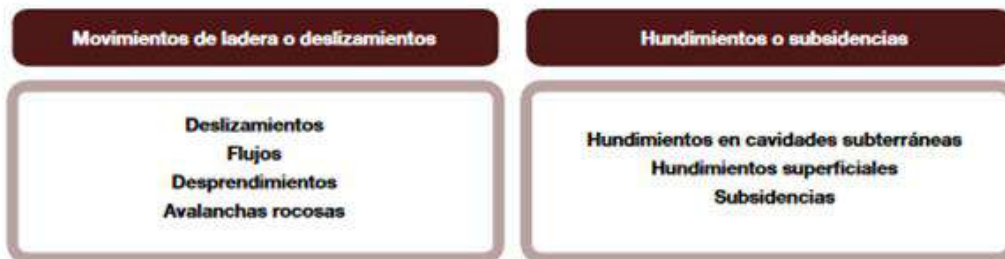 Movimientos de ladera o deslizamientos
Deslizamientos
Flujos
Desprendimientos
Avalanchas rocosas
Hundimientos o subsidencias
Hundimientos en cavidades subterráneas
Hundimientos superficiales
Subsidencias